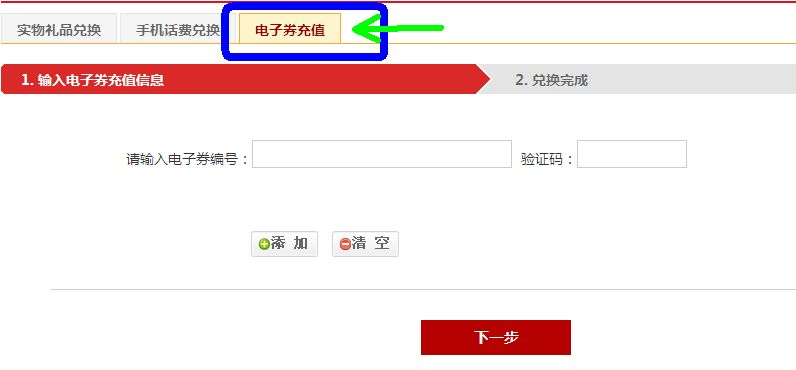 实物礼品兑换 手机话费兑换 电子券充值
1. 输入电子券充值信息 2. 兑换完成
请输入电子券编号： 验证码：
添 加 清 空
下一步